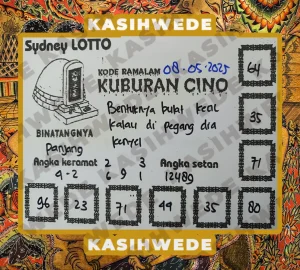 KASIHWEDE
Sydney LOTTO
KODE RAMALAN 08-05-2025
KUBURAN CINO
64
Bentuknya bulat kecil
kalau di pegang dia
kenyel
35
BINATANGNYA
Panjang
Angka keramat
9-2
2 3
6 9 1
Angka setan
12489
71
96
23
71
49
35
80
KASIHWEDE